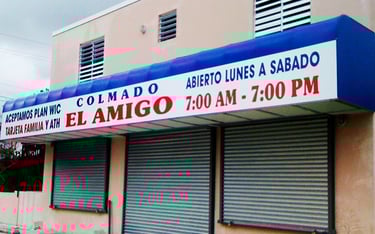 ACEPTAMOS PLAN WIC
TARJETA FAMILIA Y ATH
COLMADO
EL AMIGO
ABIERTO LUNES A SABADO
7:00 AM - 7:00 PM